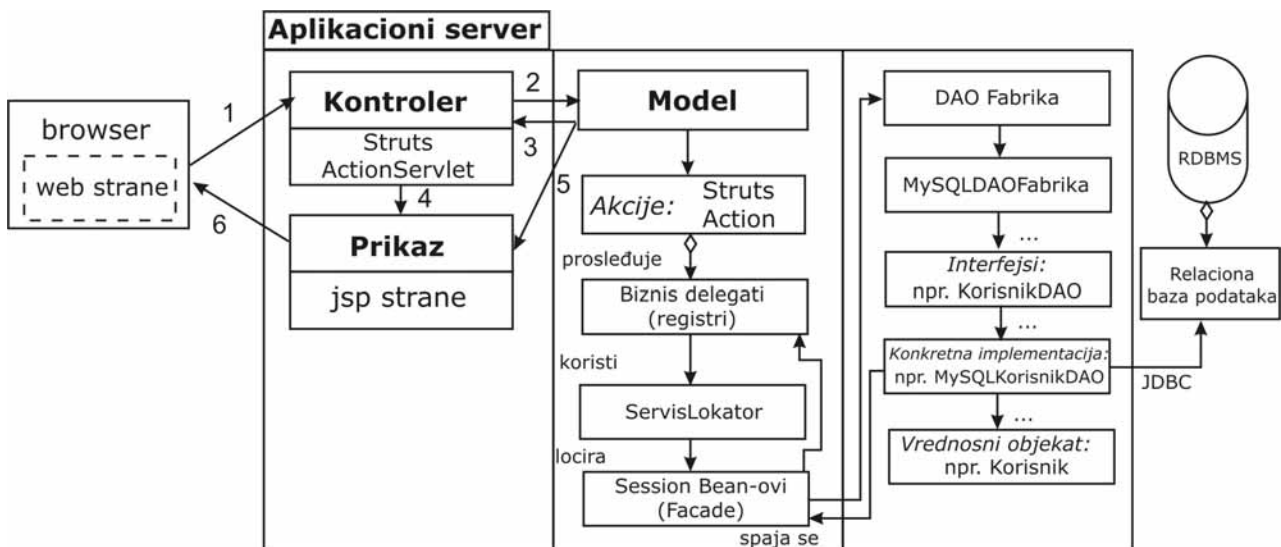 Aplikacioni server
browser
web strane
1
6
Kontroler
Struts
ActionServlet
4
Prikaz
jsp strane
2
3
5
Model
Akcije: Struts
Action
prosleđuje
Biznis delegati
(registri)
koristi
ServisLokator
locira
Session Bean-ovi
(Facade)
spaja se
DAO Fabrika
MySQLDAOFabrika
...
Interfejsi:
npr. KorisnikDAO
...
Konkretna implementacija:
npr. MySQLKorisnikDAO
...
Vrednosni objekat:
npr. Korisnik
JDBC
RDBMS
Relaciona
baza podataka